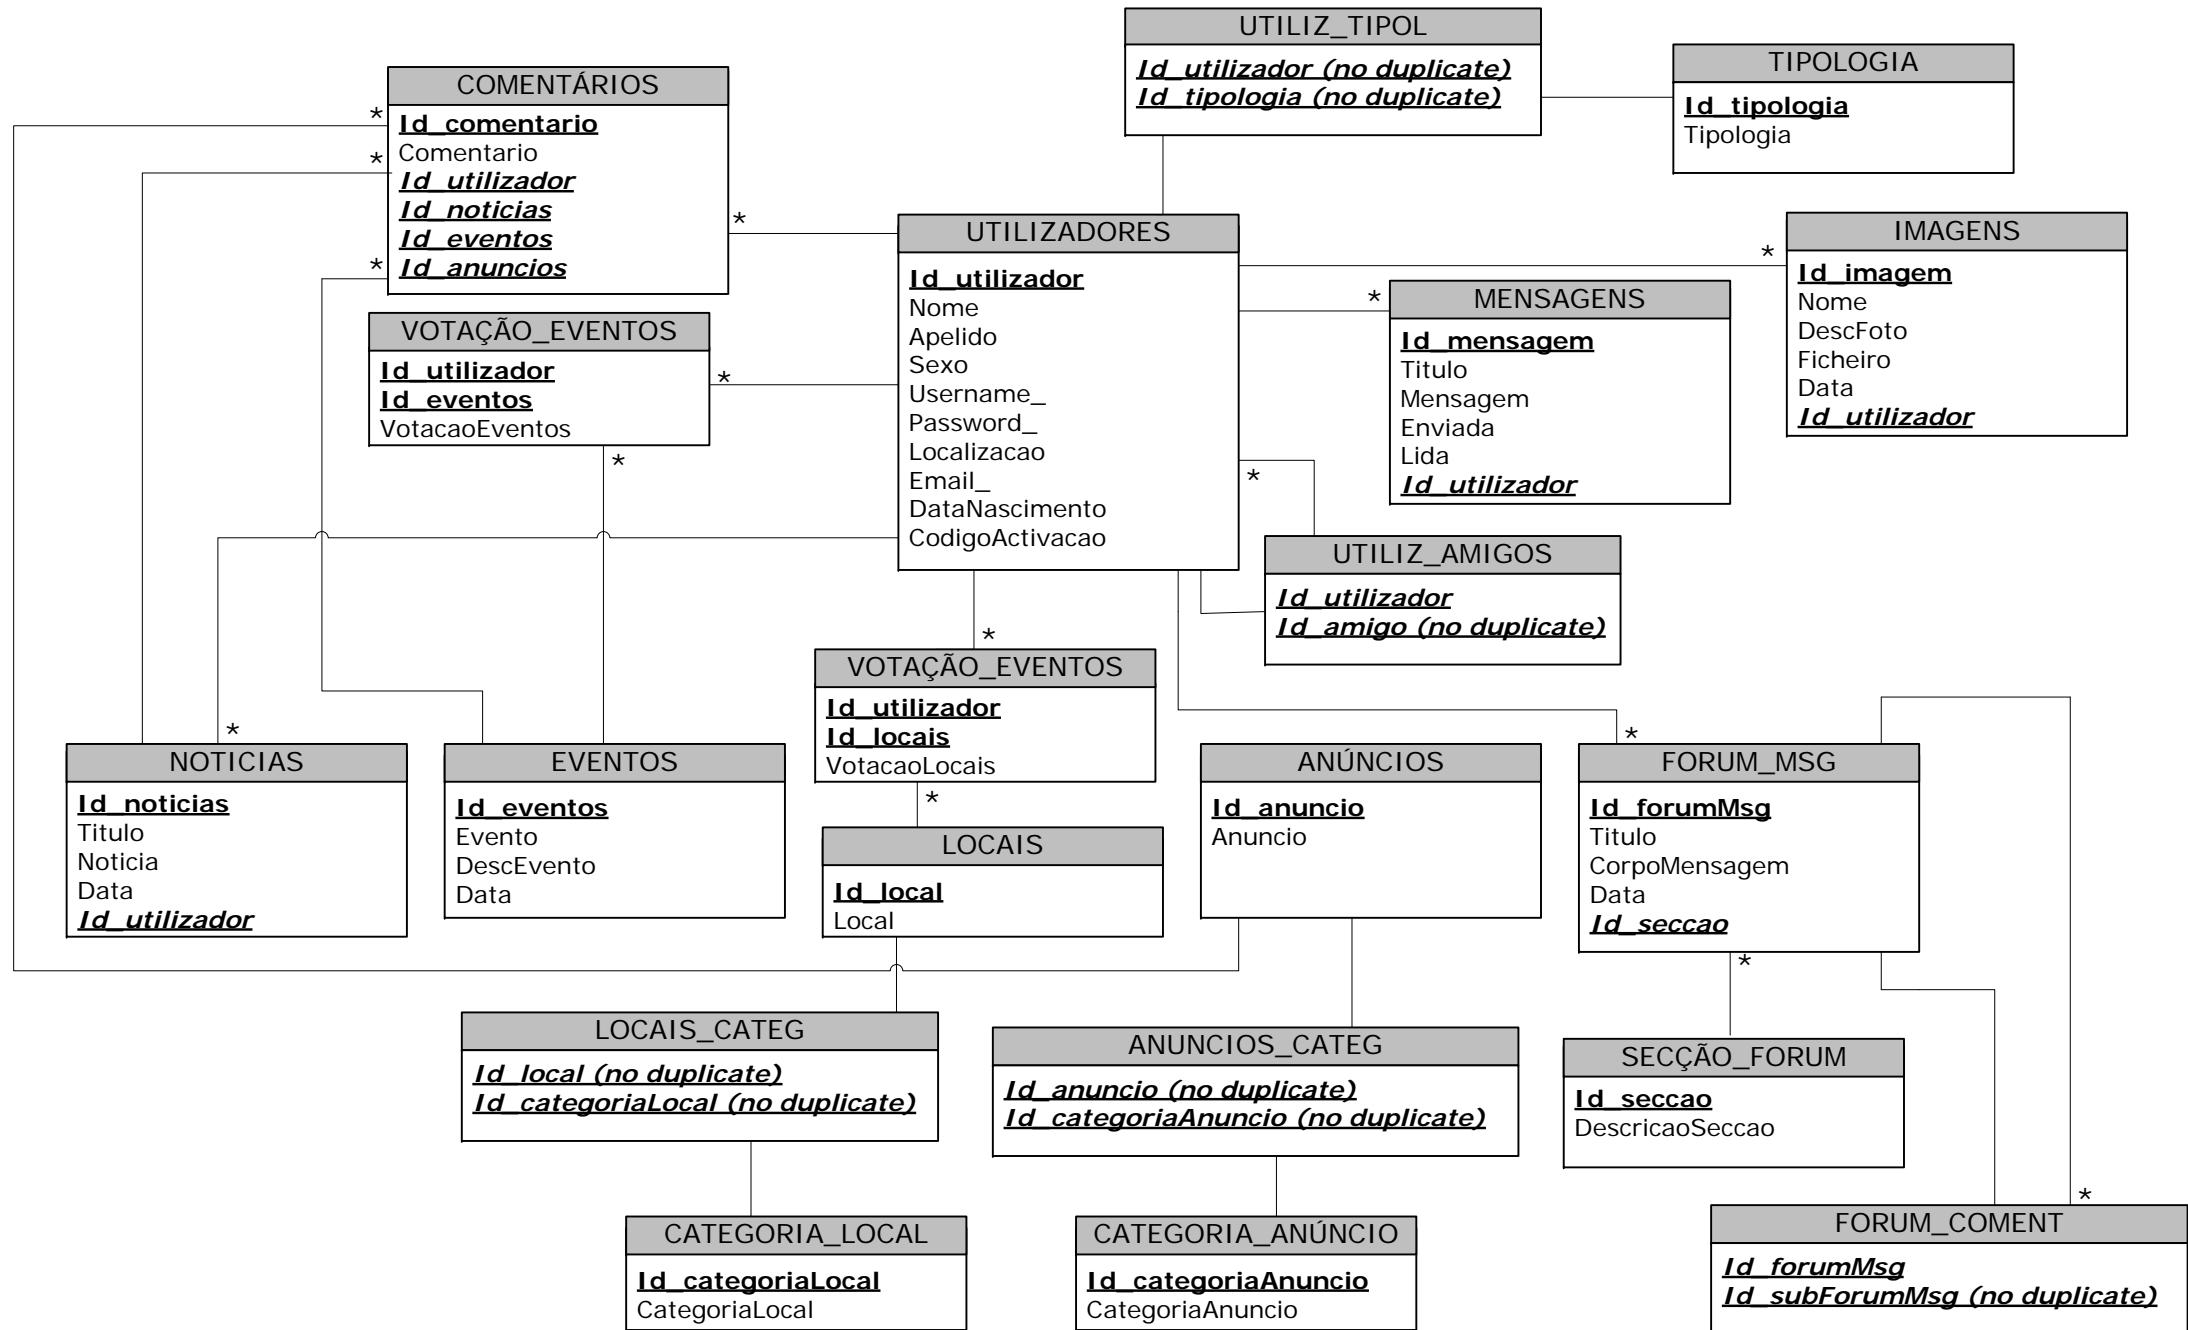 UTILIZ_TIPOL
Id_utilizador (no duplicate)
Id_tipologia (no duplicate)
TIPOLOGIA
Id_tipologia
Tipologia
COMENTÁRIOS
Id_comentario
Comentario
Id_utilizador
Id_noticias
Id_eventos
Id_anuncios
*
*
*
*
UTILIZADORES
Id_utilizador
Nome
Apelido
Sexo
Username_
Password_
Localizacao
Email_
DataNascimento
CodigoActivacao
*
IMAGENS
Id_imagem
Nome
DescFoto
Ficheiro
Data
Id_utilizador
*
MENSAGENS
Id_mensagem
Titulo
Mensagem
Enviada
Lida
Id_utilizador
VOTAÇÃO_EVENTOS
Id_utilizador
Id_eventos
VotacaoEventos
*
*
*
UTILIZ_AMIGOS
Id_utilizador
Id_amigo (no duplicate)
*
VOTAÇÃO_EVENTOS
Id_utilizador
Id_locais
VotacaoLocais
*
*
NOTICIAS
Id_noticias
Titulo
Noticia
Data
Id_utilizador
EVENTOS
Id_eventos
Evento
DescEvento
Data
LOCAIS
Id_local
Local
ANÚNCIOS
Id_anuncio
Anuncio
*
FORUM_MSG
Id_forumMsg
Titulo
CorpoMensagem
Data
Id_seccao
*
LOCAIS_CATEG
Id_local (no duplicate)
Id_categoriaLocal (no duplicate)
ANUNCIOS_CATEG
Id_anuncio (no duplicate)
Id_categoriaAnuncio (no duplicate)
SECÇÃO_FORUM
Id_seccao
DescricaoSeccao
CATEGORIA_LOCAL
Id_categoriaLocal
CategoriaLocal
CATEGORIA_ANÚNCIO
Id_categoriaAnuncio
CategoriaAnuncio
*
FORUM_COMENT
Id_forumMsg
Id_subForumMsg (no duplicate)